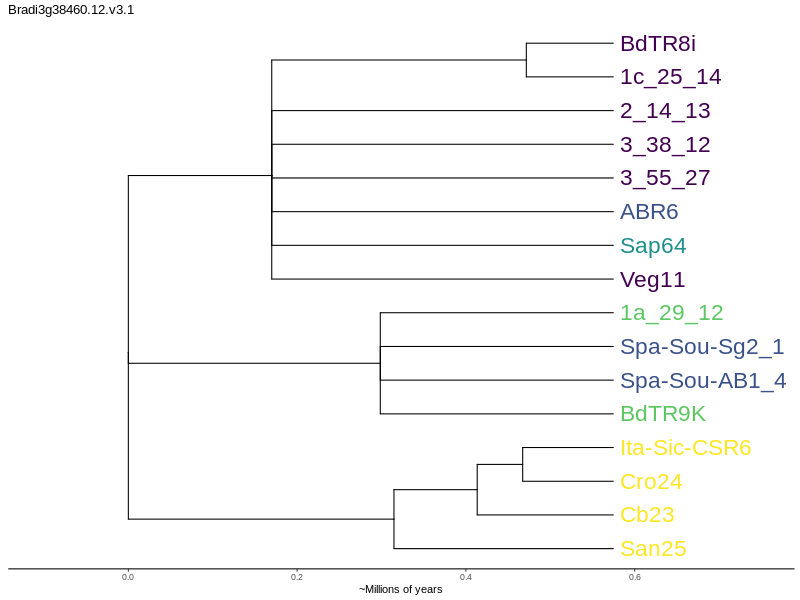 Bradi3g38460.12.v3.1
BdTR8i
1c_25_14
2_14_13
3_38_12
3_55_27
ABR6
Sap64
Veg11
1a_29_12
Spa-Sou-Sg2_1
Spa-Sou-AB1_4
BdTR9K
Ita-Sic-CSR6
Cro24
Cb23
San25
0.0 0.2 0.4 0.6
~Millions of years